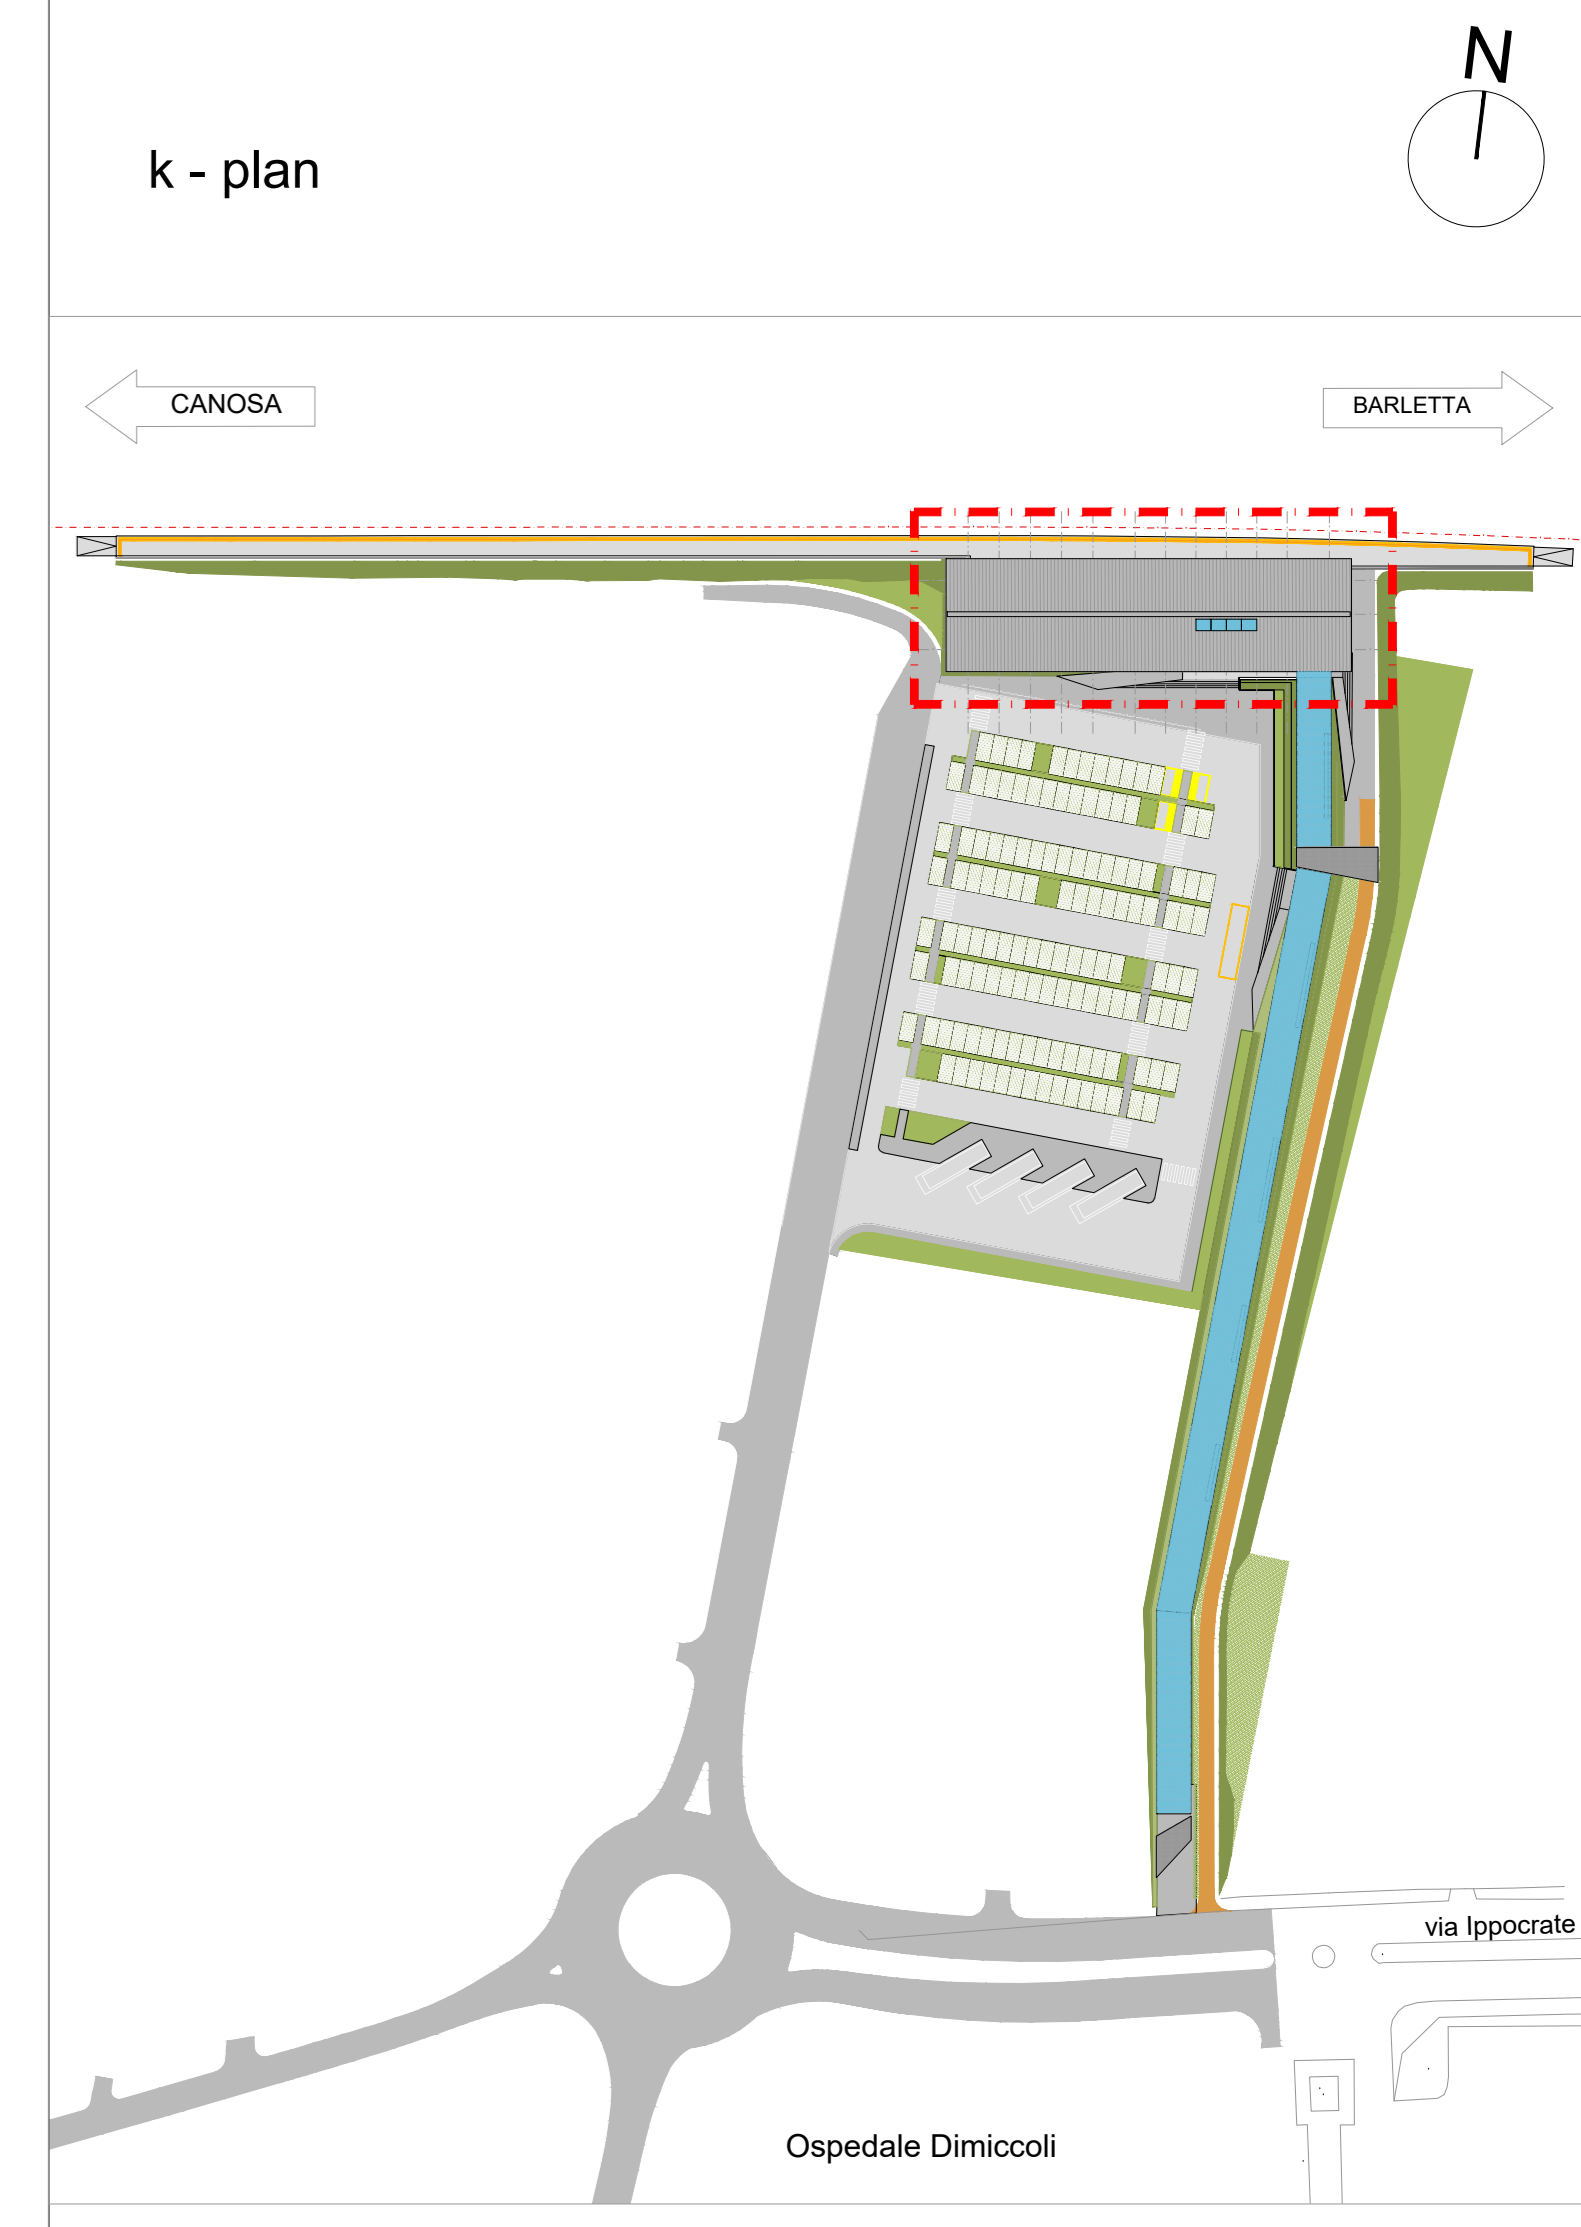 N
k - plan
CANOSA
BARLETTA
via Ippocrate
Ospedale Dimiccoli